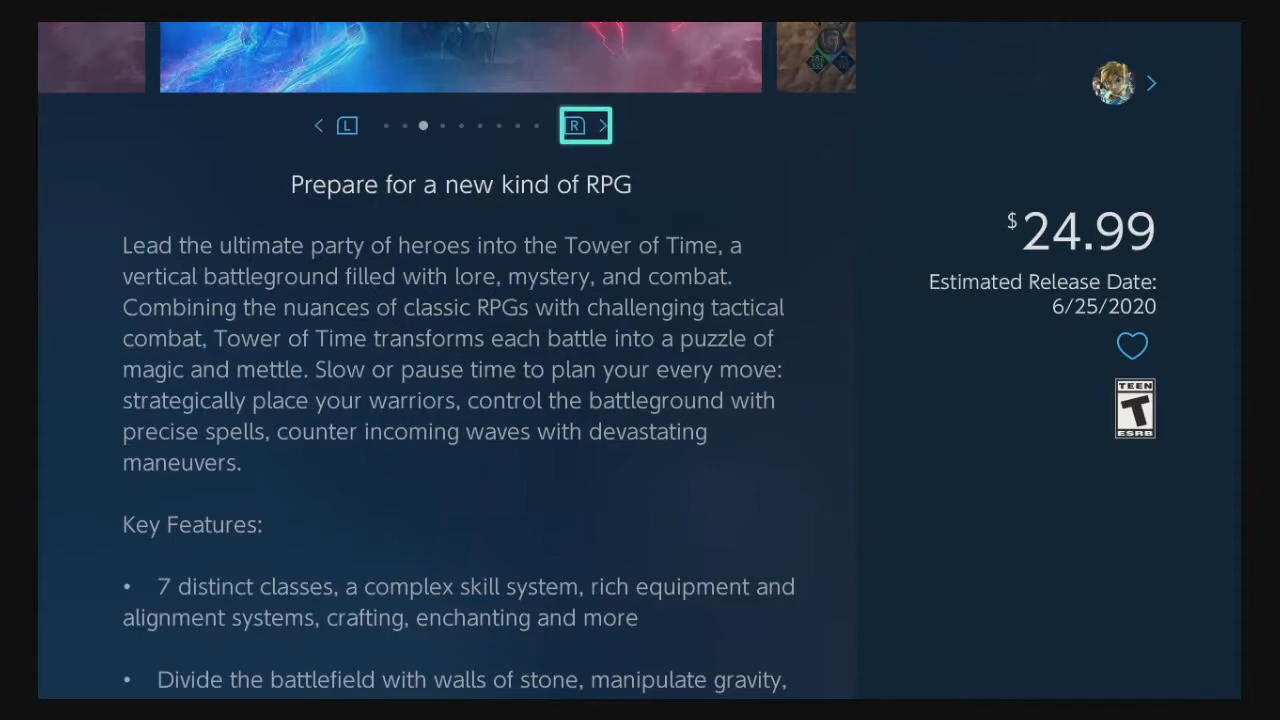 L
R
Prepare for a new kind of RPG
Lead the ultimate party of heroes into the Tower of Time, a
vertical battleground filled with lore, mystery, and combat.
Combining the nuances of classic RPGs with challenging tactical
combat, Tower of Time transforms each battle into a puzzle of
magic and mettle. Slow or pause time to plan your every move:
strategically place your warriors, control the battleground with
precise spells, counter incoming waves with devastating
maneuvers.
Key Features:
• 7 distinct classes, a complex skill system, rich equipment and
alignment systems, crafting, enchanting and more
• Divide the battlefield with walls of stone, manipulate gravity,
$24.99
Estimated Release Date:
6/25/2020
TEEN
T
ESRB